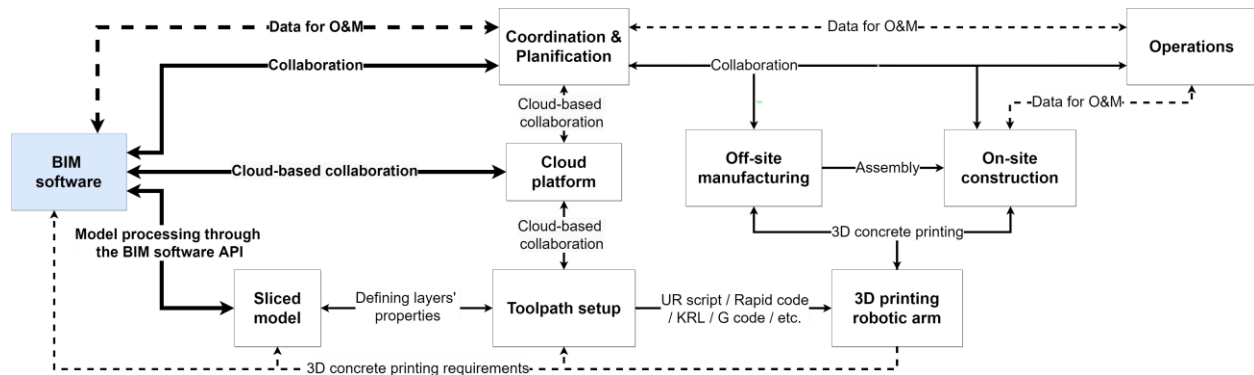 Data for O&M
Coordination &
Planification
Data for O&M
Operations
Collaboration
Collaboration
Cloud-based
collaboration
Data for O&M
BIM
software
Cloud-based collaboration
Cloud
platform
Off-site
manufacturing
Assembly
On-site
construction
Cloud-based
collaboration
3D concrete printing
Model processing through
the BIM software API
Sliced
model
Defining layers'
properties
Toolpath setup
UR script / Rapid code
/ KRL / G code / etc.
3D printing
robotic arm
3D concrete printing requirements